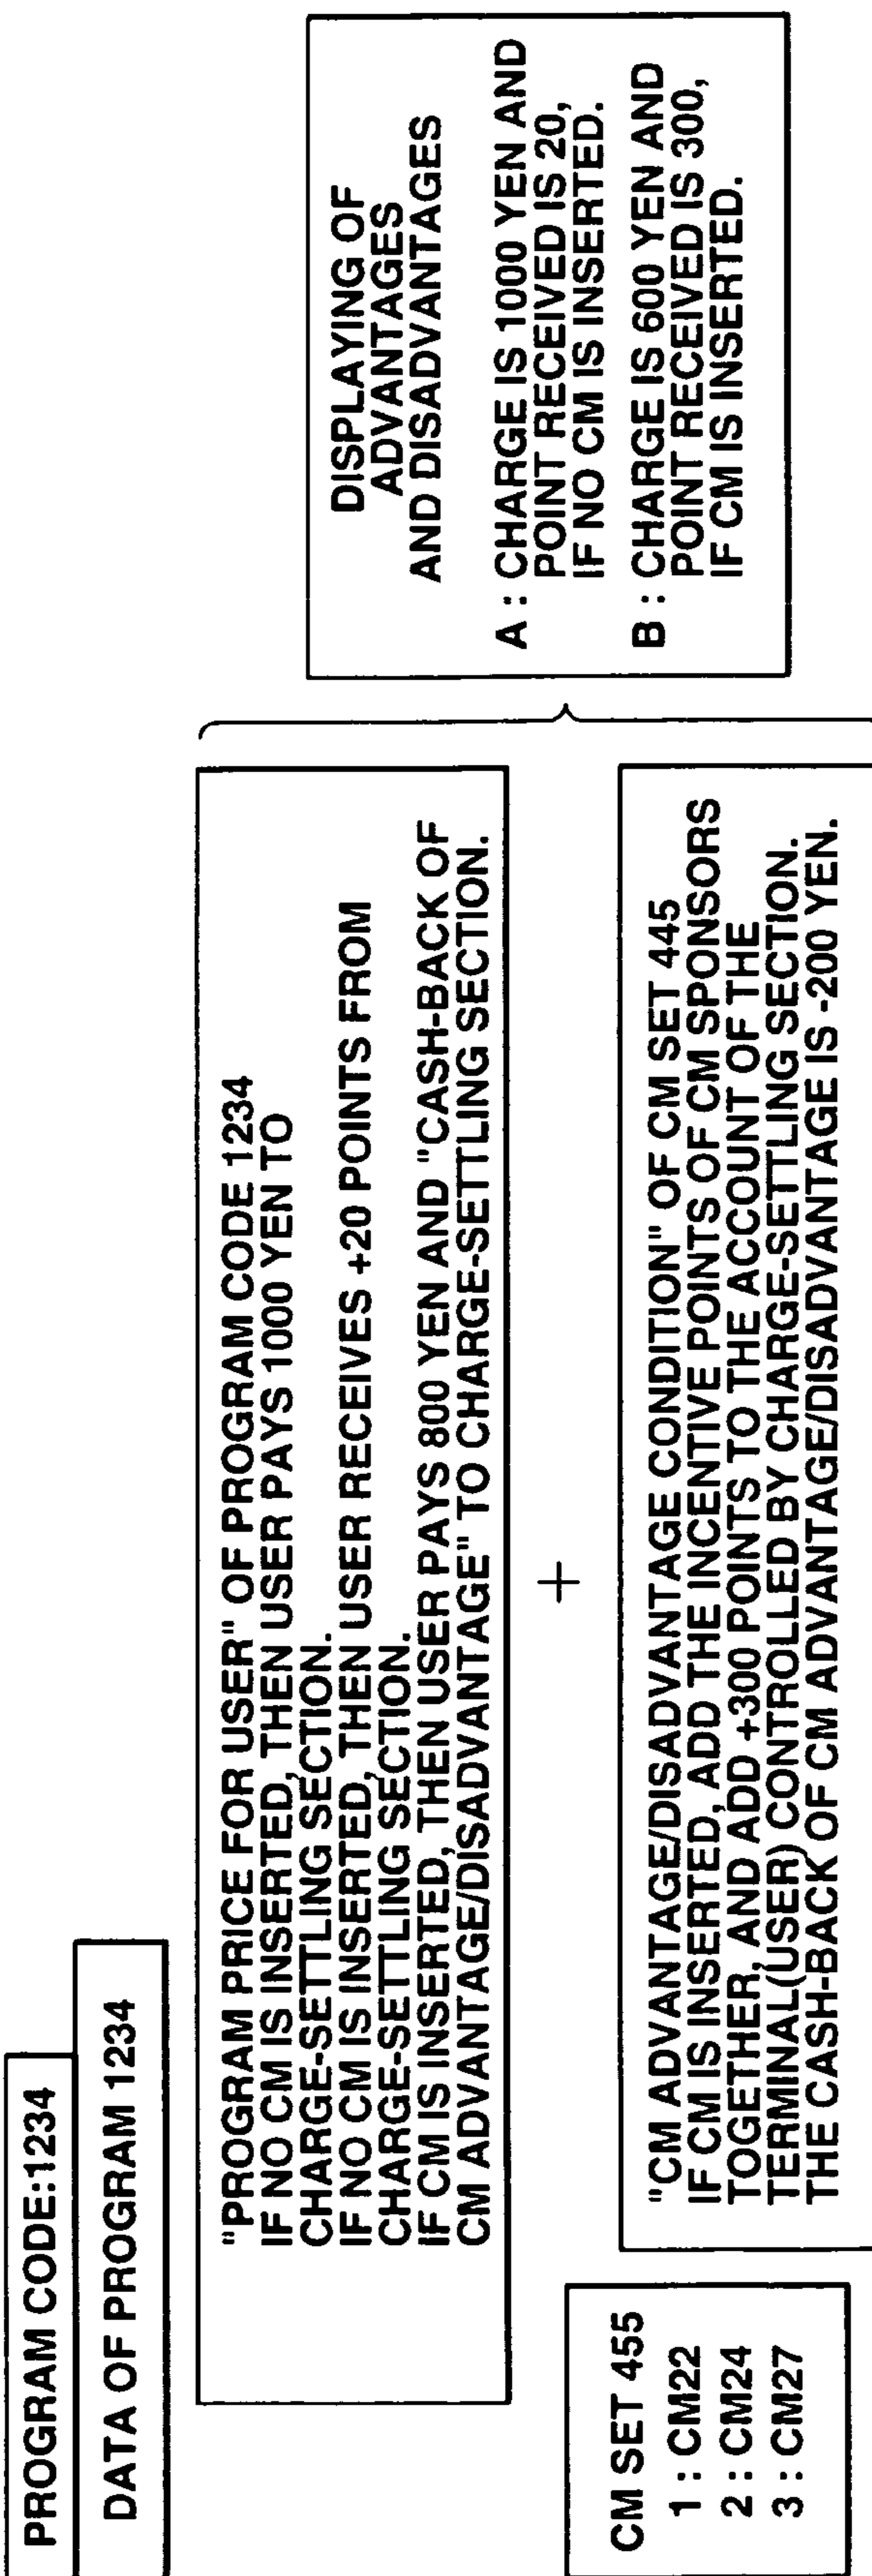 PROGRAM CODE:1234
DATA OF PROGRAM 1234
"PROGRAM PRICE FOR USER" OF PROGRAM CODE 1234
IF NO CM IS INSERTED, THEN USER PAYS 1000 YEN TO
CHARGE-SETTLING SECTION.
IF NO CM IS INSERTED, THEN USER RECEIVES +20 POINTS FROM
CHARGE-SETTLING SECTION.
IF CM IS INSERTED, THEN USER PAYS 800 YEN AND "CASH-BACK OF
CM ADVANTAGE/DISADVANTAGE" TO CHARGE-SETTLING SECTION.
+
CM SET 455
1 : CM22
2 : CM24
3 : CM27
"CM ADVANTAGE/DISADVANTAGE CONDITION" OF CM SET 445
IF CM IS INSERTED, ADD THE INCENTIVE POINTS OF CM SPONSORS
TOGETHER, AND ADD +300 POINTS TO THE ACCOUNT OF THE
TERMINAL(USER) CONTROLLED BY CHARGE-SETTLING SECTION.
THE CASH-BACK OF CM ADVANTAGE/DISADVANTAGE IS -200 YEN.
DISPLAYING OF
ADVANTAGES
AND DISADVANTAGES
A : CHARGE IS 1000 YEN AND
POINT RECEIVED IS 20,
IF NO CM IS INSERTED.
B : CHARGE IS 600 YEN AND
POINT RECEIVED IS 300,
IF CM IS INSERTED.